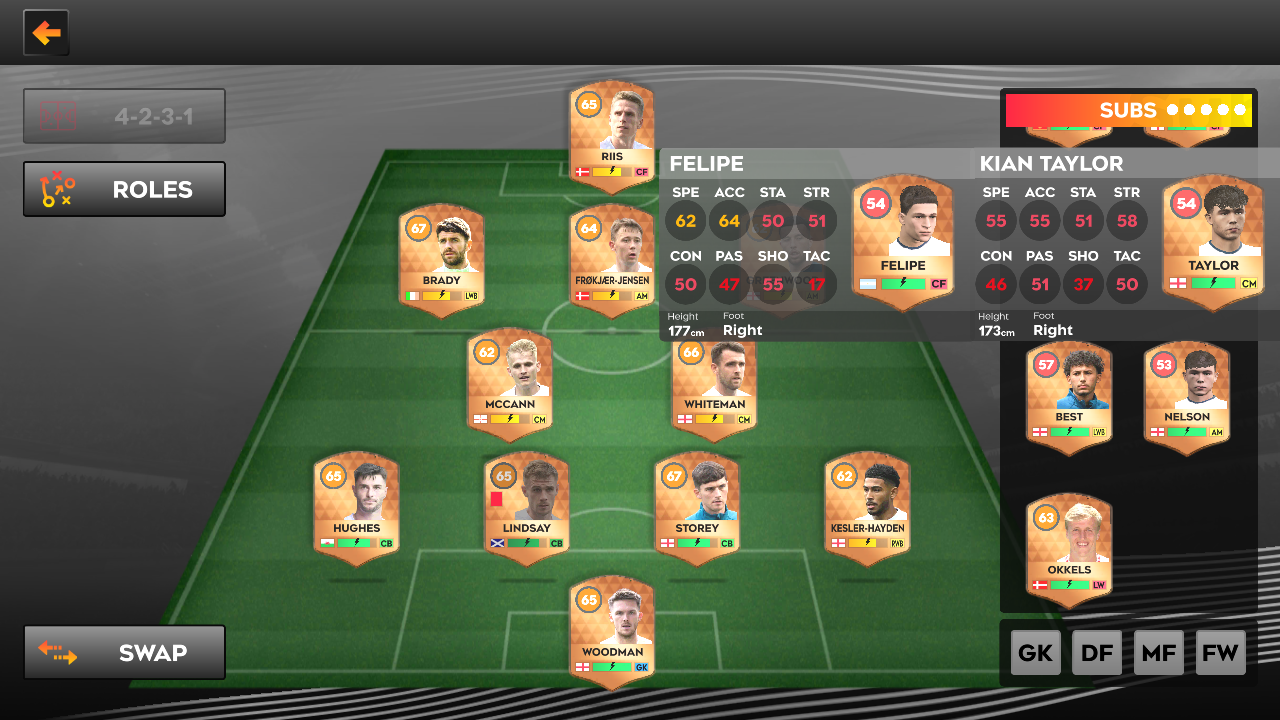 4-2-3-1
ROLES
SWAP
65
RIIS
CF
67
BRADY
LWB
64
FRØKJÆR-JENSEN
AM
62
MCCANN
CM
66
WHITEMAN
CM
65
HUGHES
CB
65
LINDSAY
CB
67
STOREY
CB
62
KESLER-HAYDEN
RWB
65
WOODMAN
GK
FELIPE
SPE ACC STA STR
62 64 50 51
CON PAS SHO TAC
50 47 55 17
Height Foot
177cm Right
54
FELIPE
CF
KIAN TAYLOR
SPE ACC STA STR
55 55 51 58
CON PAS SHO TAC
46 51 37 50
Height Foot
173cm Right
54
TAYLOR
CM
SUBS
57
BEST
LWB
53
NELSON
AM
63
OKKELS
LW
GK DF MF FW